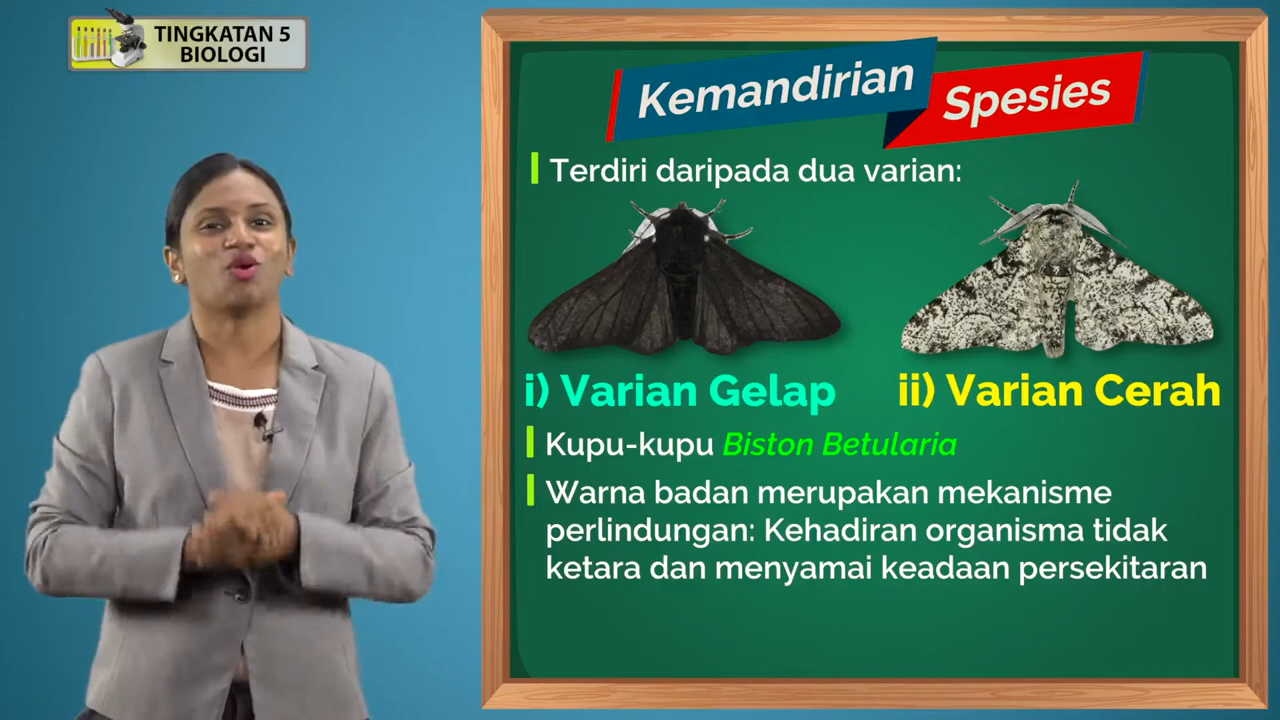 TINGKATAN 5
BIOLOGI
Kemandirian
Spesies
Terdiri daripada dua varian:
i) Varian Gelap
ii) Varian Cerah
Kupu-kupu Biston Betularia
Warna badan merupakan mekanisme
perlindungan: Kehadiran organisma tidak
ketara dan menyamai keadaan persekitaran